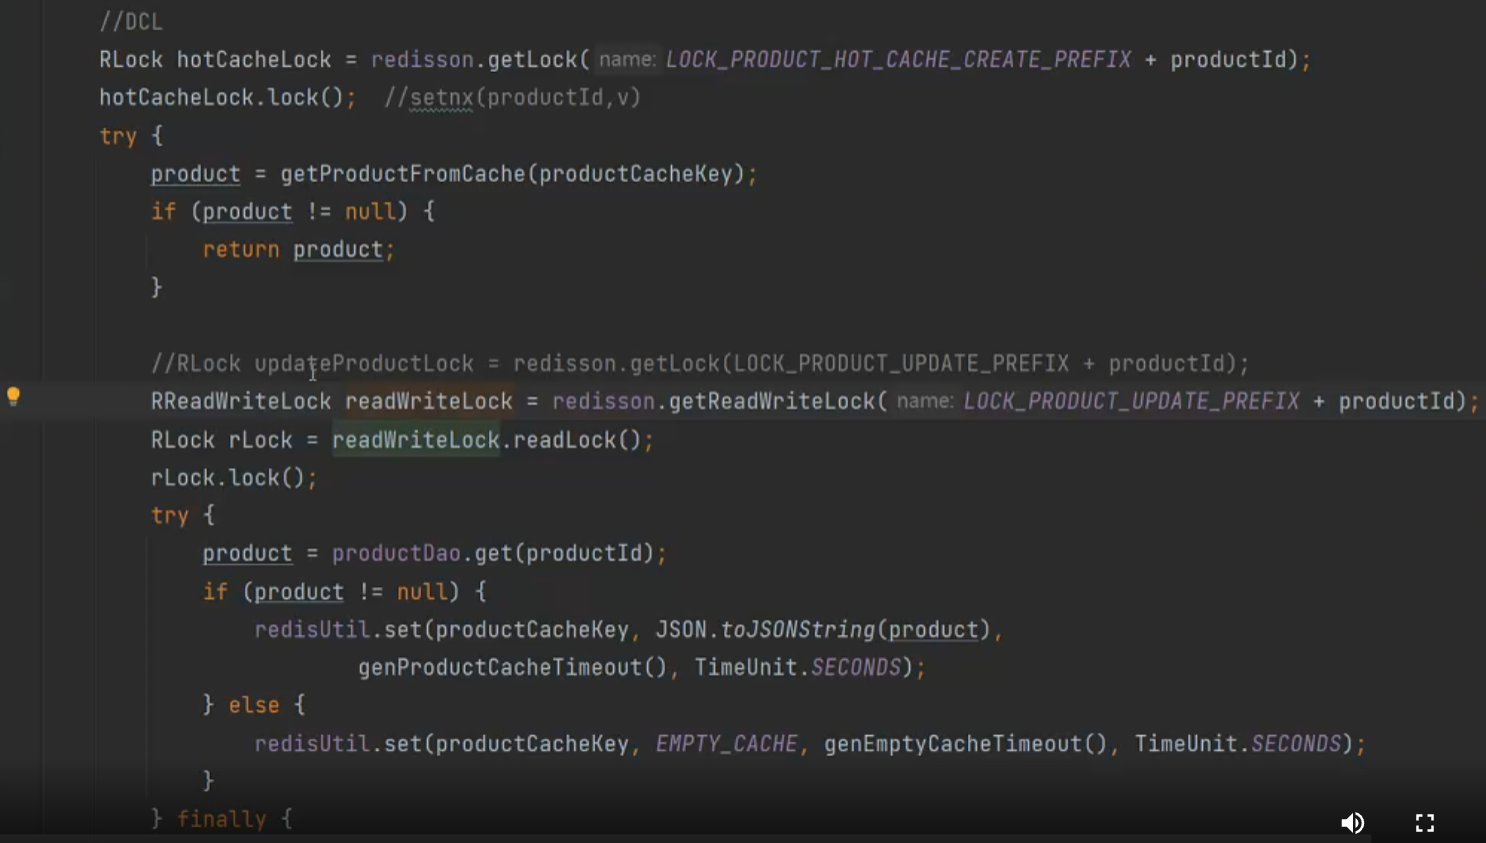 //DCL
RLock hotCacheLock = redisson.getLock( name: LOCK_PRODUCT_HOT_CACHE_CREATE_PREFIX + productId);
hotCacheLock.lock();  //setnx(productId,v)
try {
    product = getProductFromCache(productCacheKey);
    if (product != null) {
        return product;
    }
    //RLock updateProductLock = redisson.getLock(LOCK_PRODUCT_UPDATE_PREFIX + productId);
    RReadWriteLock readWriteLock = redisson.getReadWriteLock( name: LOCK_PRODUCT_UPDATE_PREFIX + productId);
    RLock rLock = readWriteLock.readLock();
    rLock.lock();
    try {
        product = productDao.get(productId);
        if (product != null) {
            redisUtil.set(productCacheKey, JSON.toJSONString(product),
                    genProductCacheTimeout(), TimeUnit.SECONDS);
        } else {
            redisUtil.set(productCacheKey, EMPTY_CACHE, genEmptyCacheTimeout(), TimeUnit.SECONDS);
        }
    } finally {